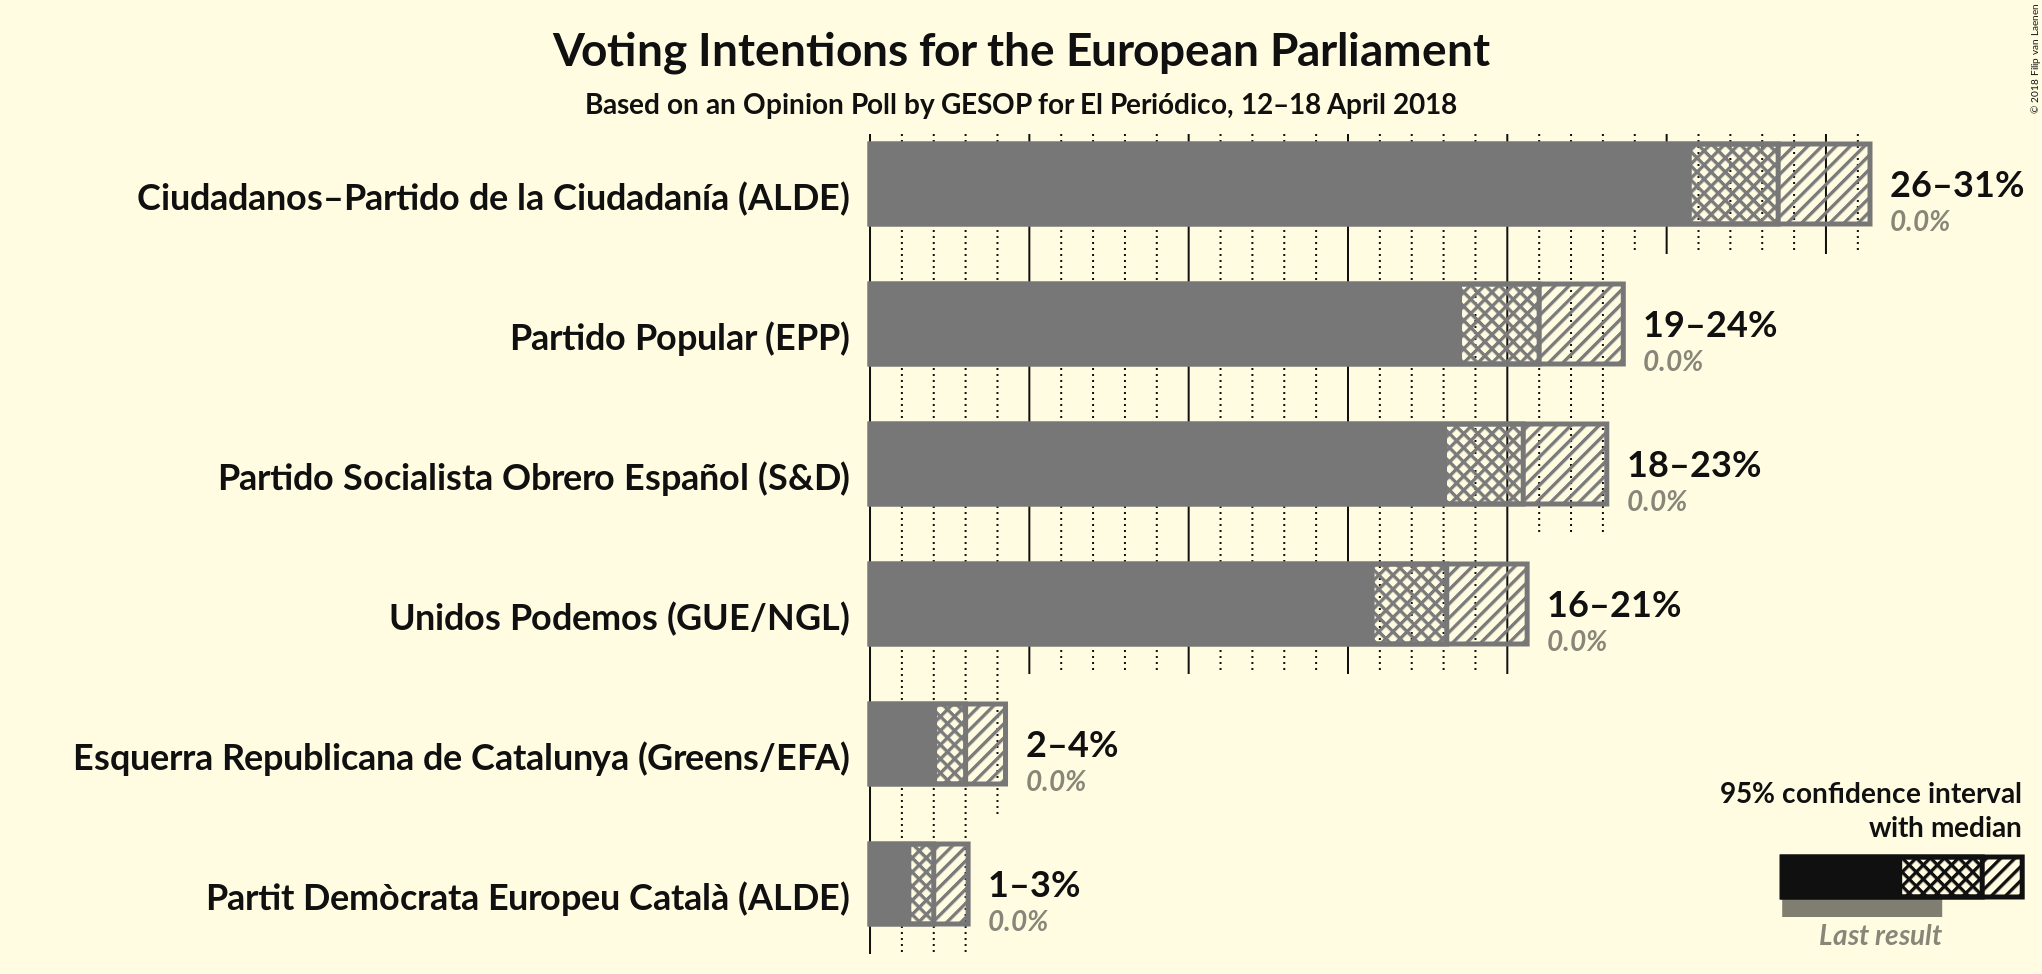 Voting Intentions for the European Parliament
Based on an Opinion Poll by GESOP for El Periódico, 12–18 April 2018
© 2018 Filip van Laenen
Ciudadanos–Partido de la Ciudadanía (ALDE)
26–31%
0.0%
Partido Popular (EPP)
19–24%
0.0%
Partido Socialista Obrero Español (S&D)
18–23%
0.0%
Unidos Podemos (GUE/NGL)
16–21%
0.0%
Esquerra Republicana de Catalunya (Greens/EFA)
2–4%
0.0%
Partit Demòcrata Europeu Català (ALDE)
1–3%
0.0%
95% confidence interval
with median
Last result